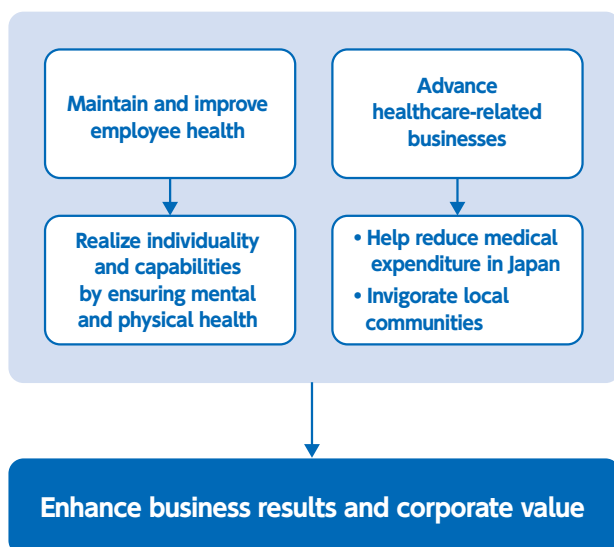 Maintain and improve
employee health
Advance
healthcare-related
businesses
Realize individuality
and capabilities
by ensuring mental
and physical health
• Help reduce medical
expenditure in Japan
• Invigorate local
communities
Enhance business results and corporate value